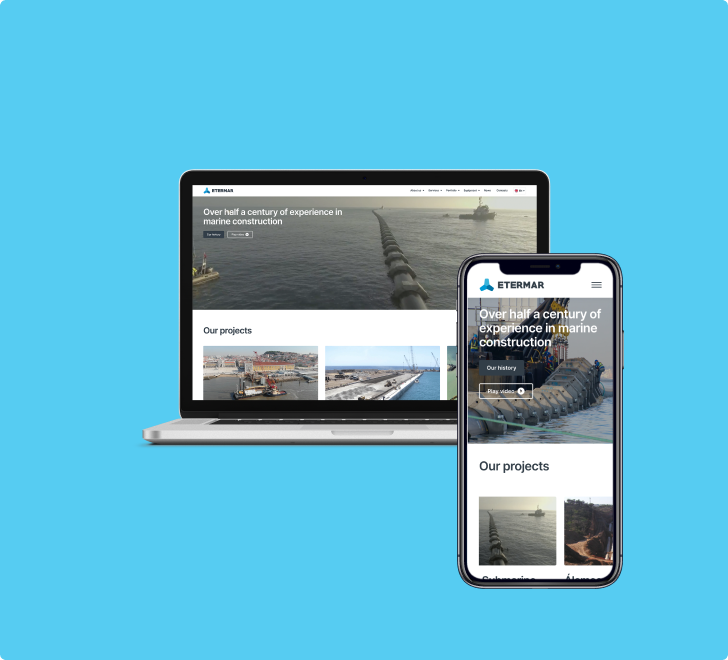 ETERMAR
About us Services Portfolio Equipment News Contacts EN
Over half a century of experience in
marine construction
Our history Play video
Our projects
ETERMAR
Over half a century of
experience in marine
construction
Our history
Play video
Our projects
Submarine